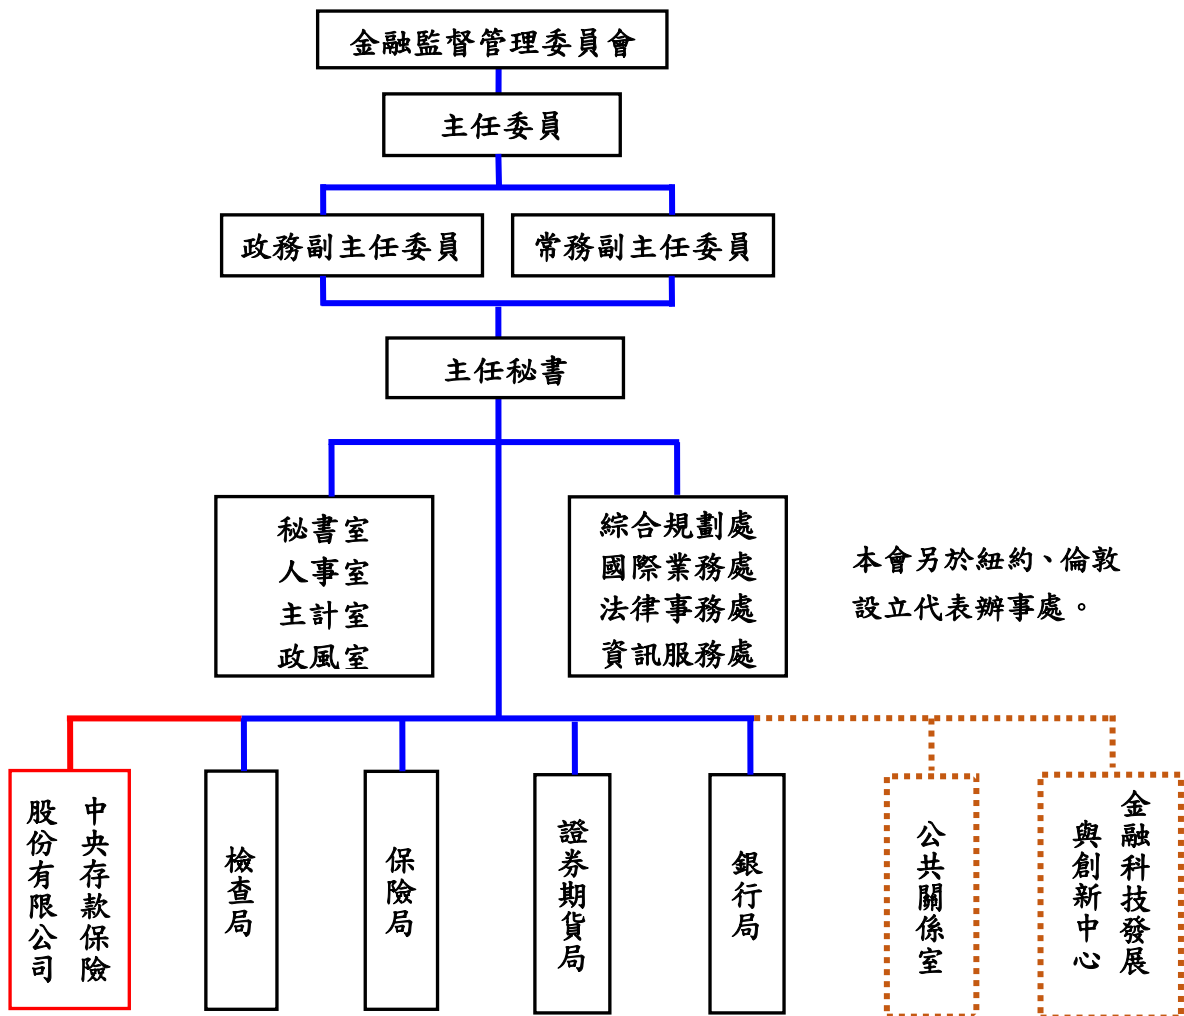 金融監督管理委員會
主任委員
政務副主任委員
常務副主任委員
主任秘書
秘書室
人事室
主計室
政風室
綜合規劃處
國際業務處
法律事務處
資訊服務處
本會另於紐約、倫敦
設立代表辦事處。
中央存款保險
股份有限公司
檢查局
保險局
證券期貨局
銀行局
公共關係室
金融科技發展
與創新中心